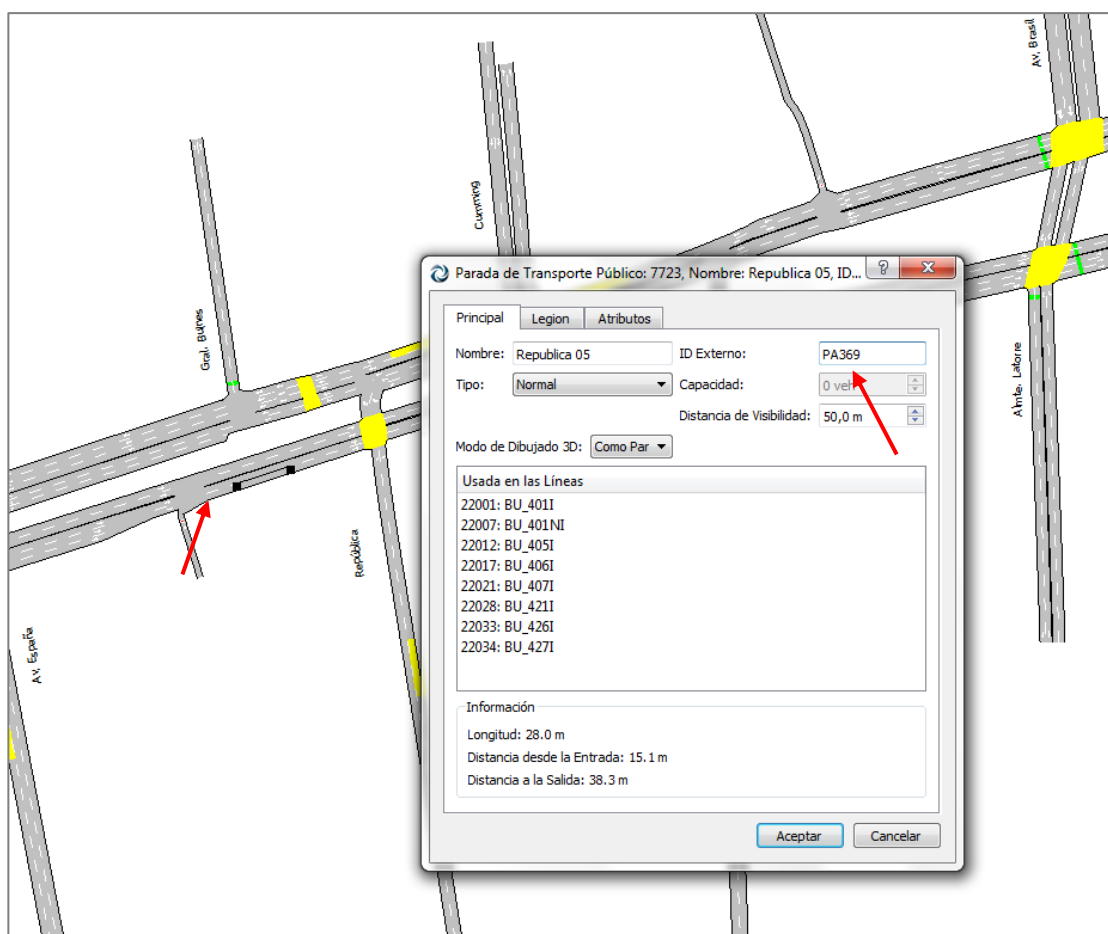 Av. Brasil
Cumming
Gral. Bulnes
Almte. Latorre
República
Av. España
Parada de Transporte Público: 7723, Nombre: Republica 05, ID...
?
Principal Legion Atributos
Nombre: Republica 05 ID Externo: PA369
Tipo: Normal Capacidad: 0 veh
Distancia de Visibilidad: 50,0 m
Modo de Dibujado 3D: Como Par
Usada en las Líneas
22001: BU_401I
22007: BU_401NI
22012: BU_405I
22017: BU_406I
22021: BU_407I
22028: BU_421I
22033: BU_426I
22034: BU_427I
Información
Longitud: 28.0 m
Distancia desde la Entrada: 15.1 m
Distancia a la Salida: 38.3 m
Aceptar Cancelar